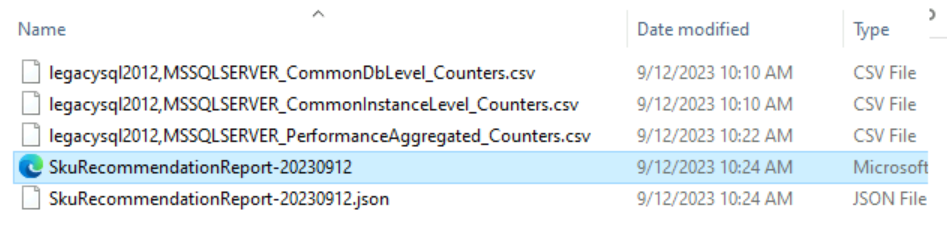 Name Date modified Type
legacysql2012,MSSQLSERVER_CommonDbLevel_Counters.csv 9/12/2023 10:10 AM CSV File
legacysql2012,MSSQLSERVER_CommonInstanceLevel_Counters.csv 9/12/2023 10:10 AM CSV File
legacysql2012,MSSQLSERVER_PerformanceAggregated_Counters.csv 9/12/2023 10:22 AM CSV File
SkuRecommendationReport-20230912 9/12/2023 10:24 AM Microsoft
SkuRecommendationReport-20230912.json 9/12/2023 10:24 AM JSON File